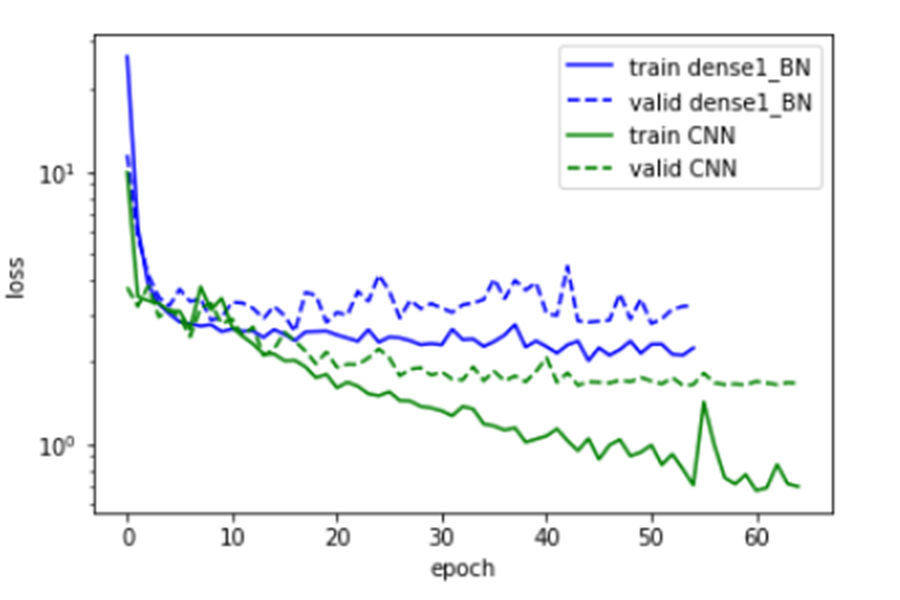 train dense1_BN
valid dense1_BN
train CNN
valid CNN
10¹
10⁰
loss
0 10 20 30 40 50 60
epoch